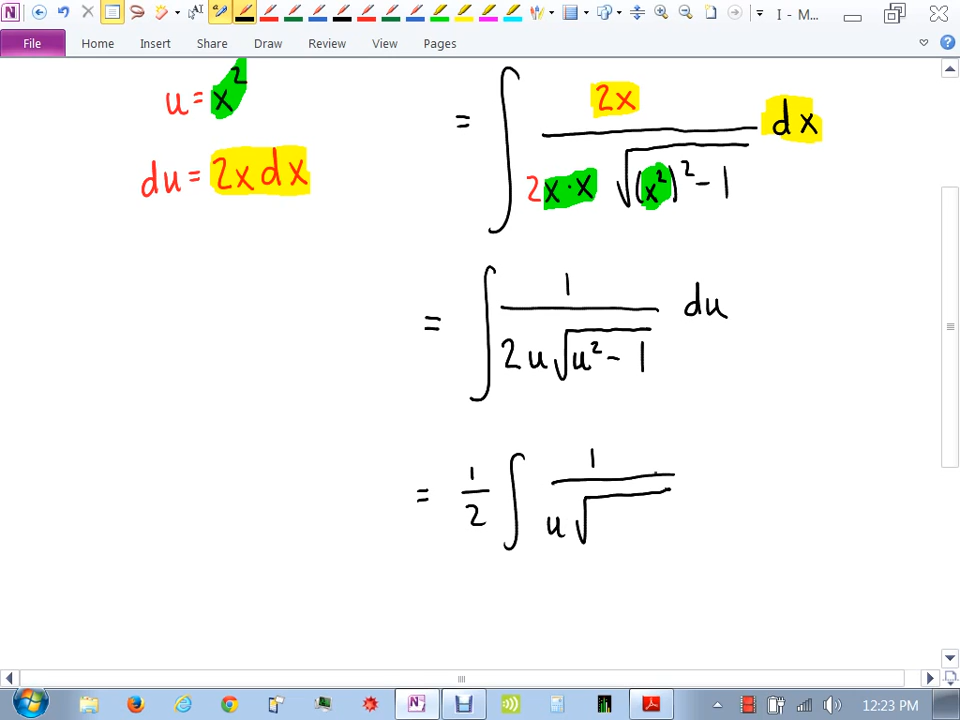 I - M...
File Home Insert Share Draw Review View Pages
u = x²
= ∫ 2x / (2x·x √((x²)² - 1)) dx
du = 2x dx
= ∫ 1 / (2u√(u² - 1)) du
= 1/2 ∫ 1 / (u√
12:23 PM